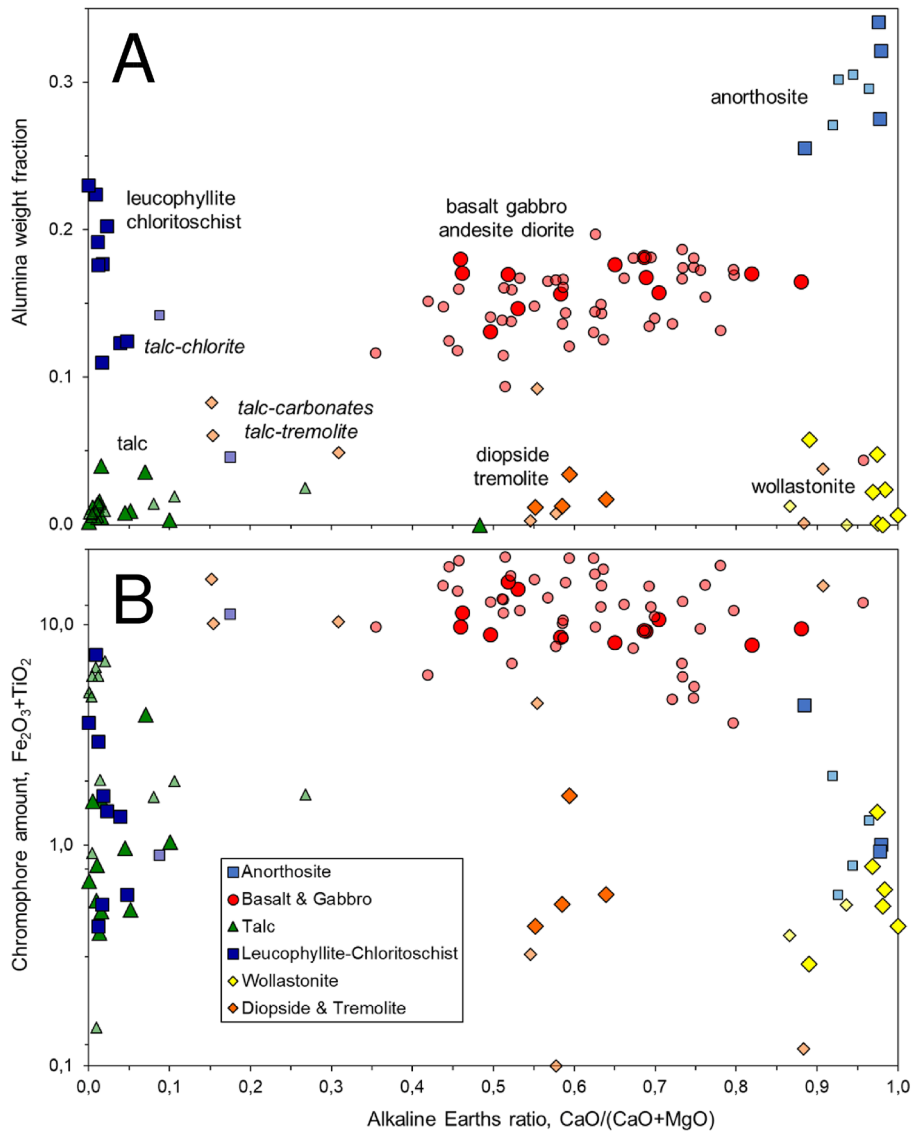 A
0.3
anorthosite
Alumina weight fraction
leucophyllite
chloritoschist
0.2
basalt gabbro
andesite diorite
talc-chlorite
0.1
talc-carbonates
talc-tremolite
talc
diopside
tremolite
wollastonite
0.0
B
10,0
Chromophore amount, Fe₂O₃+TiO₂
1,0
Anorthosite
Basalt & Gabbro
Talc
Leucophyllite-Chloritoschist
Wollastonite
Diopside & Tremolite
0,1
0,0 0,1 0,2 0,3 0,4 0,5 0,6 0,7 0,8 0,9 1,0
Alkaline Earths ratio, CaO/(CaO+MgO)